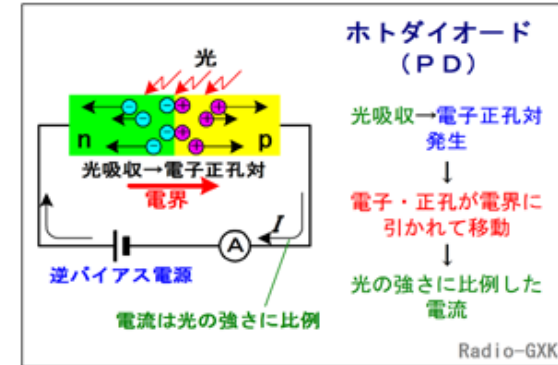 ホトダイオード
（ＰＤ）
光
n
p
光吸収→電子正孔対
電界
I
A
逆バイアス電源
電流は光の強さに比例
光吸収→電子正孔対
発生
↓
電子・正孔が電界に
引かれて移動
↓
光の強さに比例した
電流
Radio-GXK